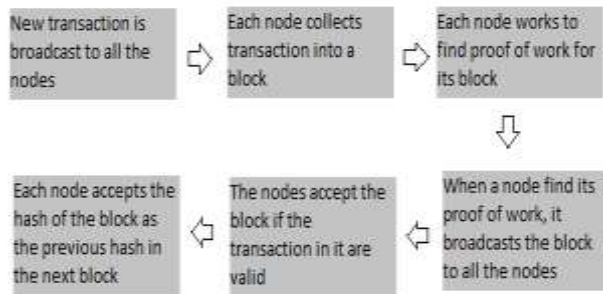 New transaction is
broadcast to all the
nodes
Each node collects
transaction into a
block
Each node works to
find proof of work for
its block
When a node find its
proof of work, it
broadcasts the block
to all the nodes
The nodes accept the
block if the
transaction in it are
valid
Each node accepts the
hash of the block as
the previous hash in
the next block